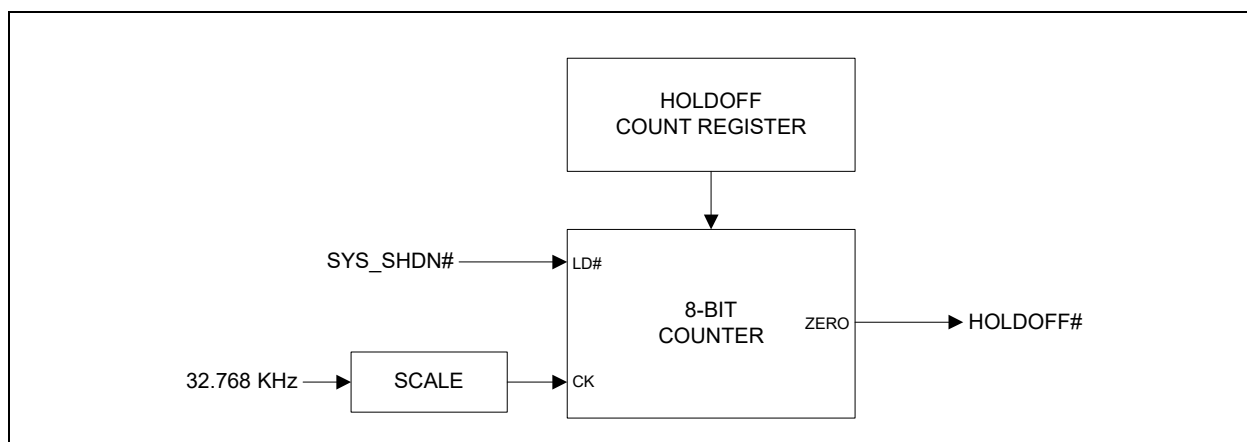 HOLDOFF
COUNT REGISTER
SYS_SHDN#
LD#
8-BIT
COUNTER
ZERO
HOLDOFF#
32.768 KHz
SCALE
CK